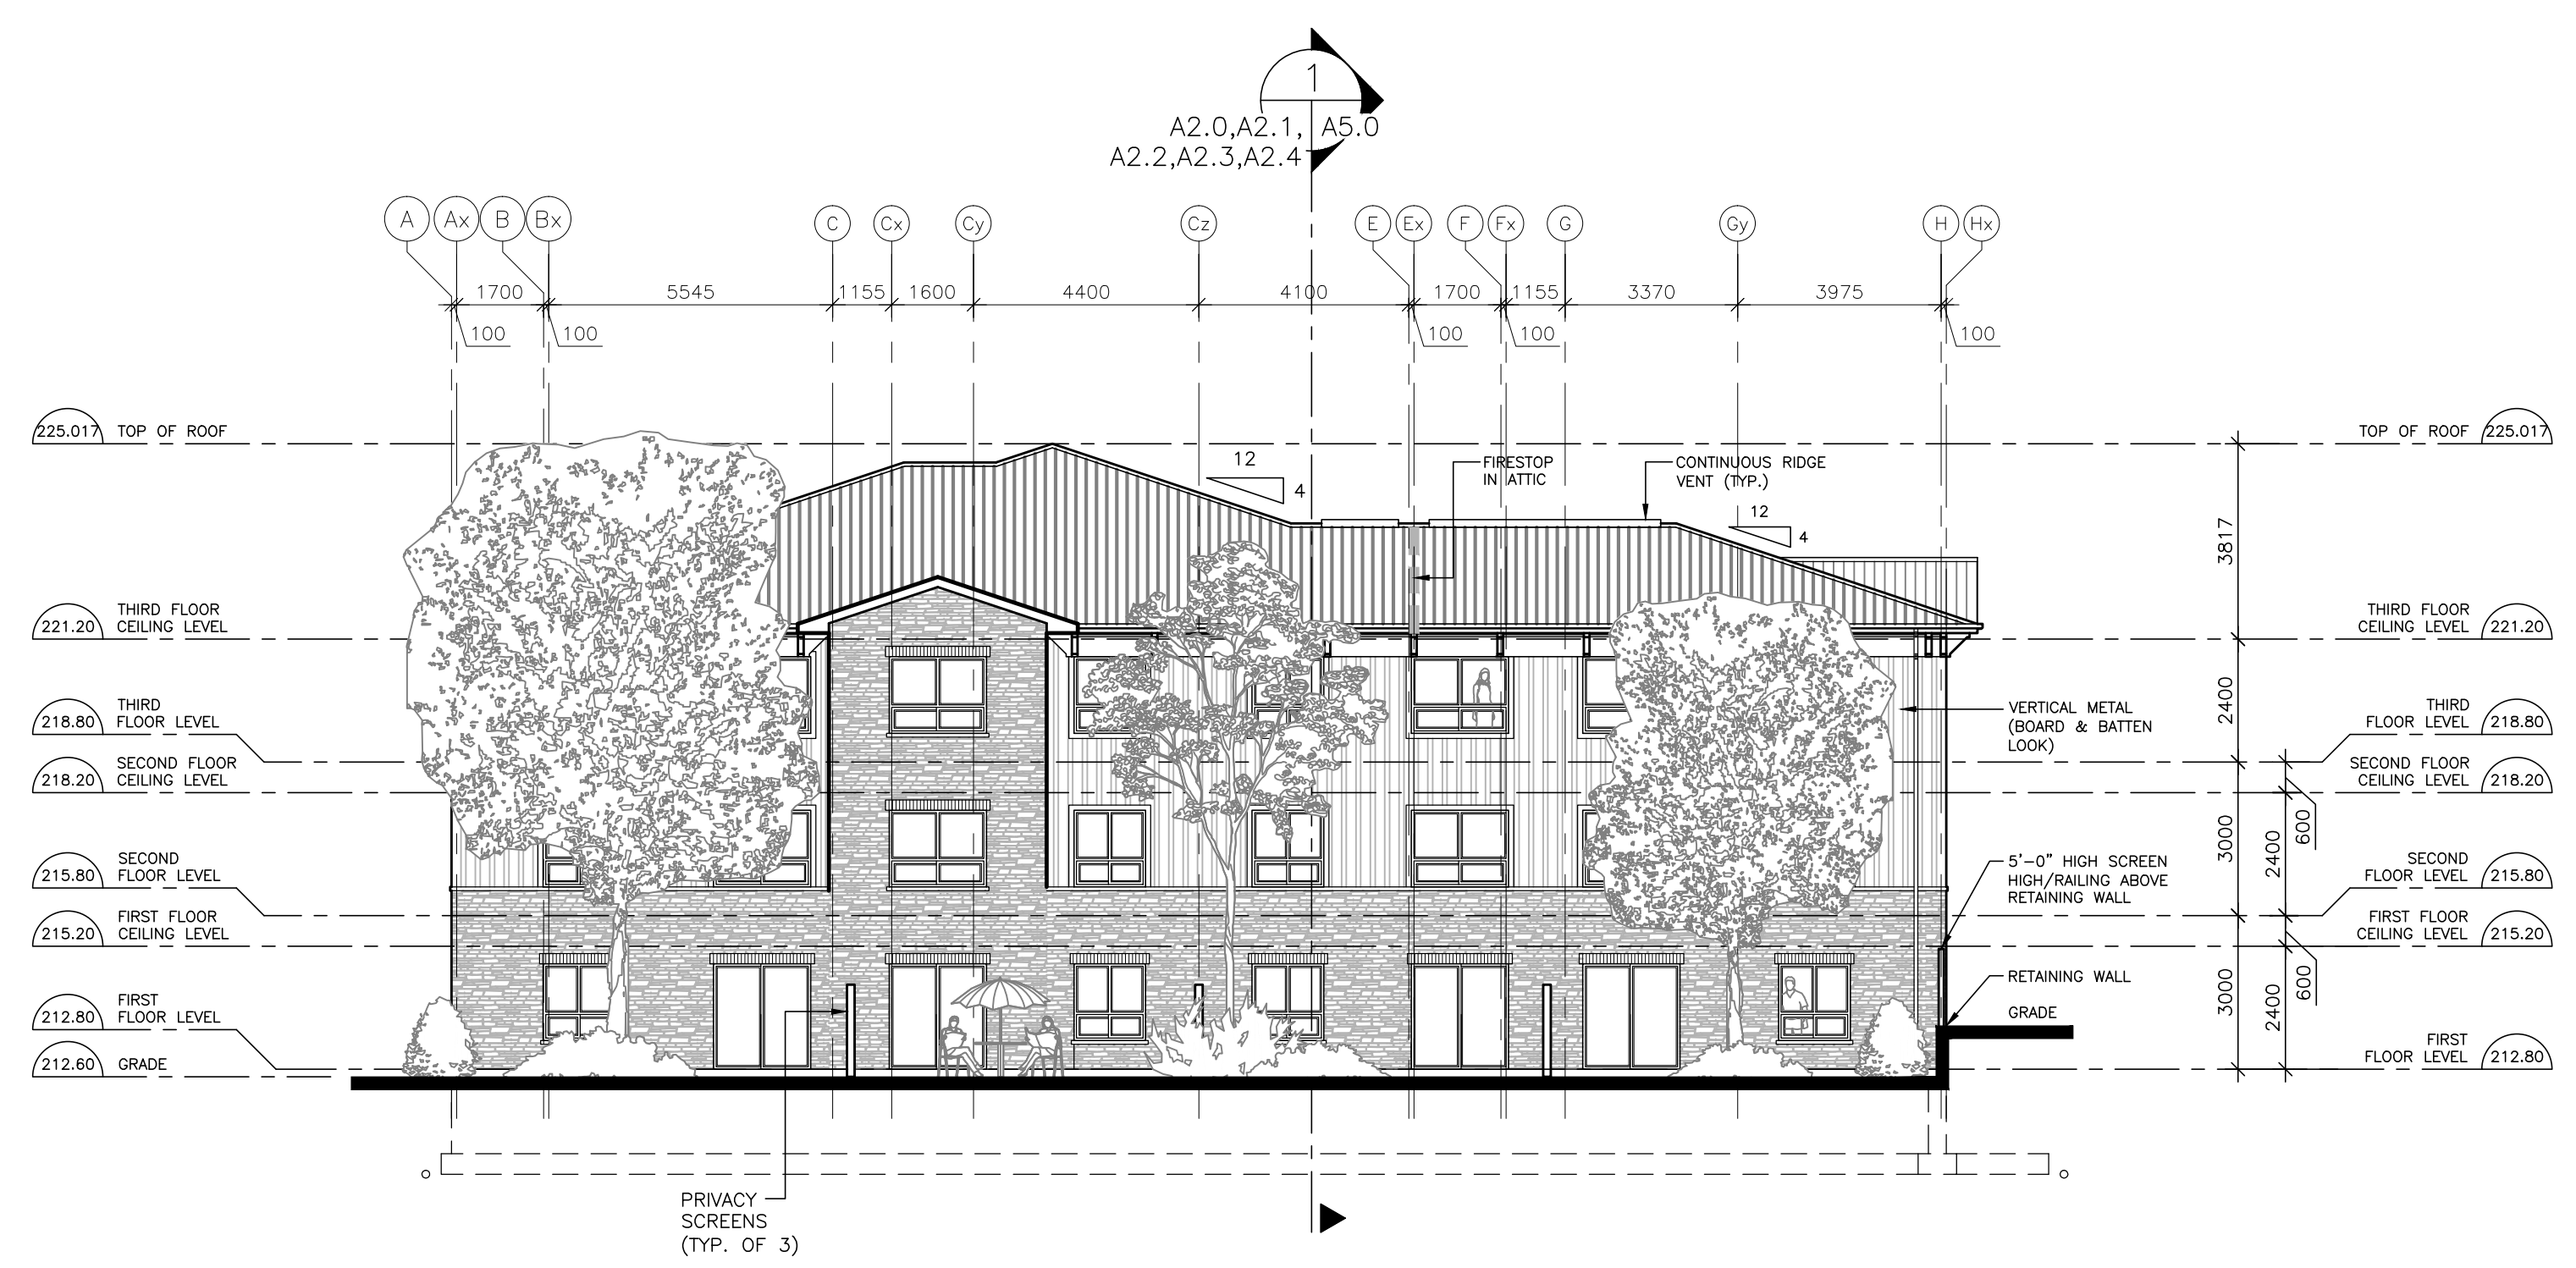 1
A2.0,A2.1, A5.0
A2.2,A2.3,A2.4
A Ax B Bx C Cx Cy Cz E Ex F Fx G Gy H Hx
1700 5545 1155 1600 4400 4100 1700 1155 3370 3975
100 100 100 100 100
225.017 TOP OF ROOF
TOP OF ROOF 225.017
12
4
FIRESTOP
IN ATTIC
CONTINUOUS RIDGE
VENT (TYP.)
12
4
3817
THIRD FLOOR
221.20 CEILING LEVEL
THIRD FLOOR
CEILING LEVEL 221.20
2400
THIRD
218.80 FLOOR LEVEL
VERTICAL METAL
(BOARD & BATTEN
LOOK)
THIRD
FLOOR LEVEL 218.80
SECOND FLOOR
218.20 CEILING LEVEL
SECOND FLOOR
CEILING LEVEL 218.20
600
3000
2400
SECOND
215.80 FLOOR LEVEL
5'-0" HIGH SCREEN
HIGH/RAILING ABOVE
RETAINING WALL
SECOND
FLOOR LEVEL 215.80
FIRST FLOOR
215.20 CEILING LEVEL
FIRST FLOOR
CEILING LEVEL 215.20
600
3000
2400
RETAINING WALL
GRADE
FIRST
212.80 FLOOR LEVEL
FIRST
FLOOR LEVEL 212.80
212.60 GRADE
PRIVACY
SCREENS
(TYP. OF 3)